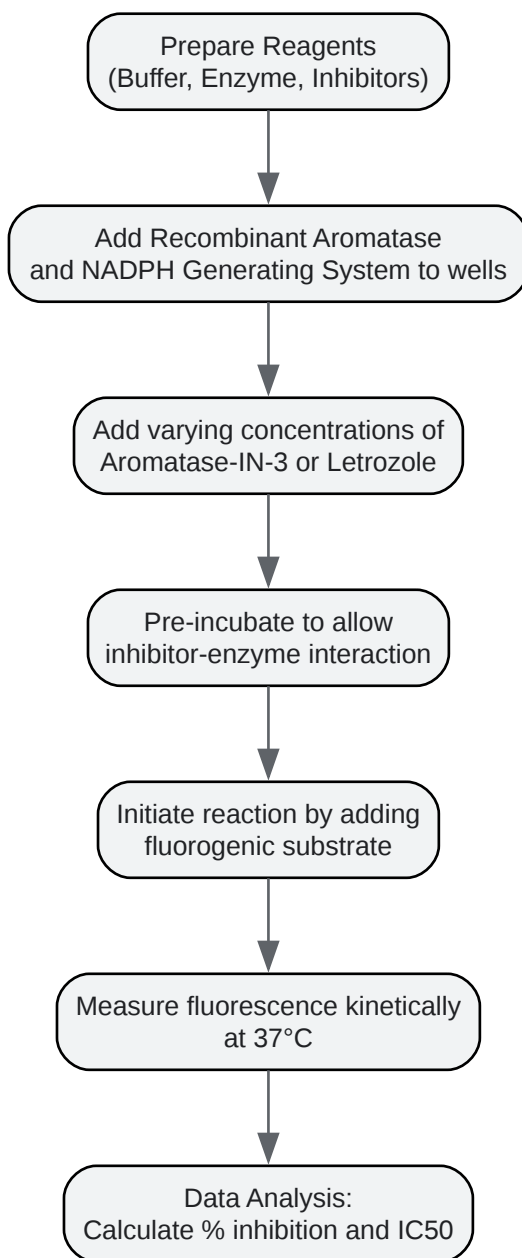 Prepare Reagents
(Buffer, Enzyme, Inhibitors)
Add Recombinant Aromatase
and NADPH Generating System to wells
Add varying concentrations of
Aromatase-IN-3 or Letrozole
Pre-incubate to allow
inhibitor-enzyme interaction
Initiate reaction by adding
fluorogenic substrate
Measure fluorescence kinetically
at 37°C
Data Analysis:
Calculate % inhibition and IC50